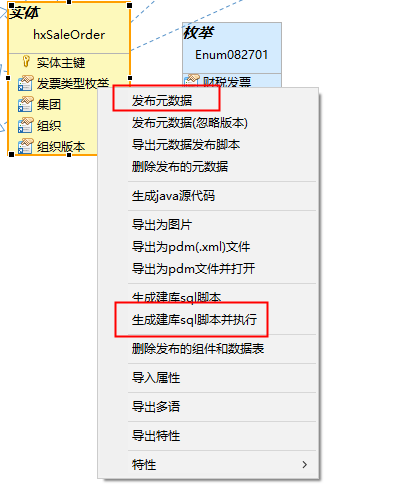 实体
hxSaleOrder
实体主键
发票类型枚举
集团
组织
组织版本
枚举
Enum082701
财税发票
发布元数据
发布元数据(忽略版本)
导出元数据发布脚本
删除发布的元数据
生成java源代码
导出为图片
导出为pdm(.xml)文件
导出为pdm文件并打开
生成建库sql脚本
生成建库sql脚本并执行
删除发布的组件和数据表
导入属性
导出多语
导出特性
特性